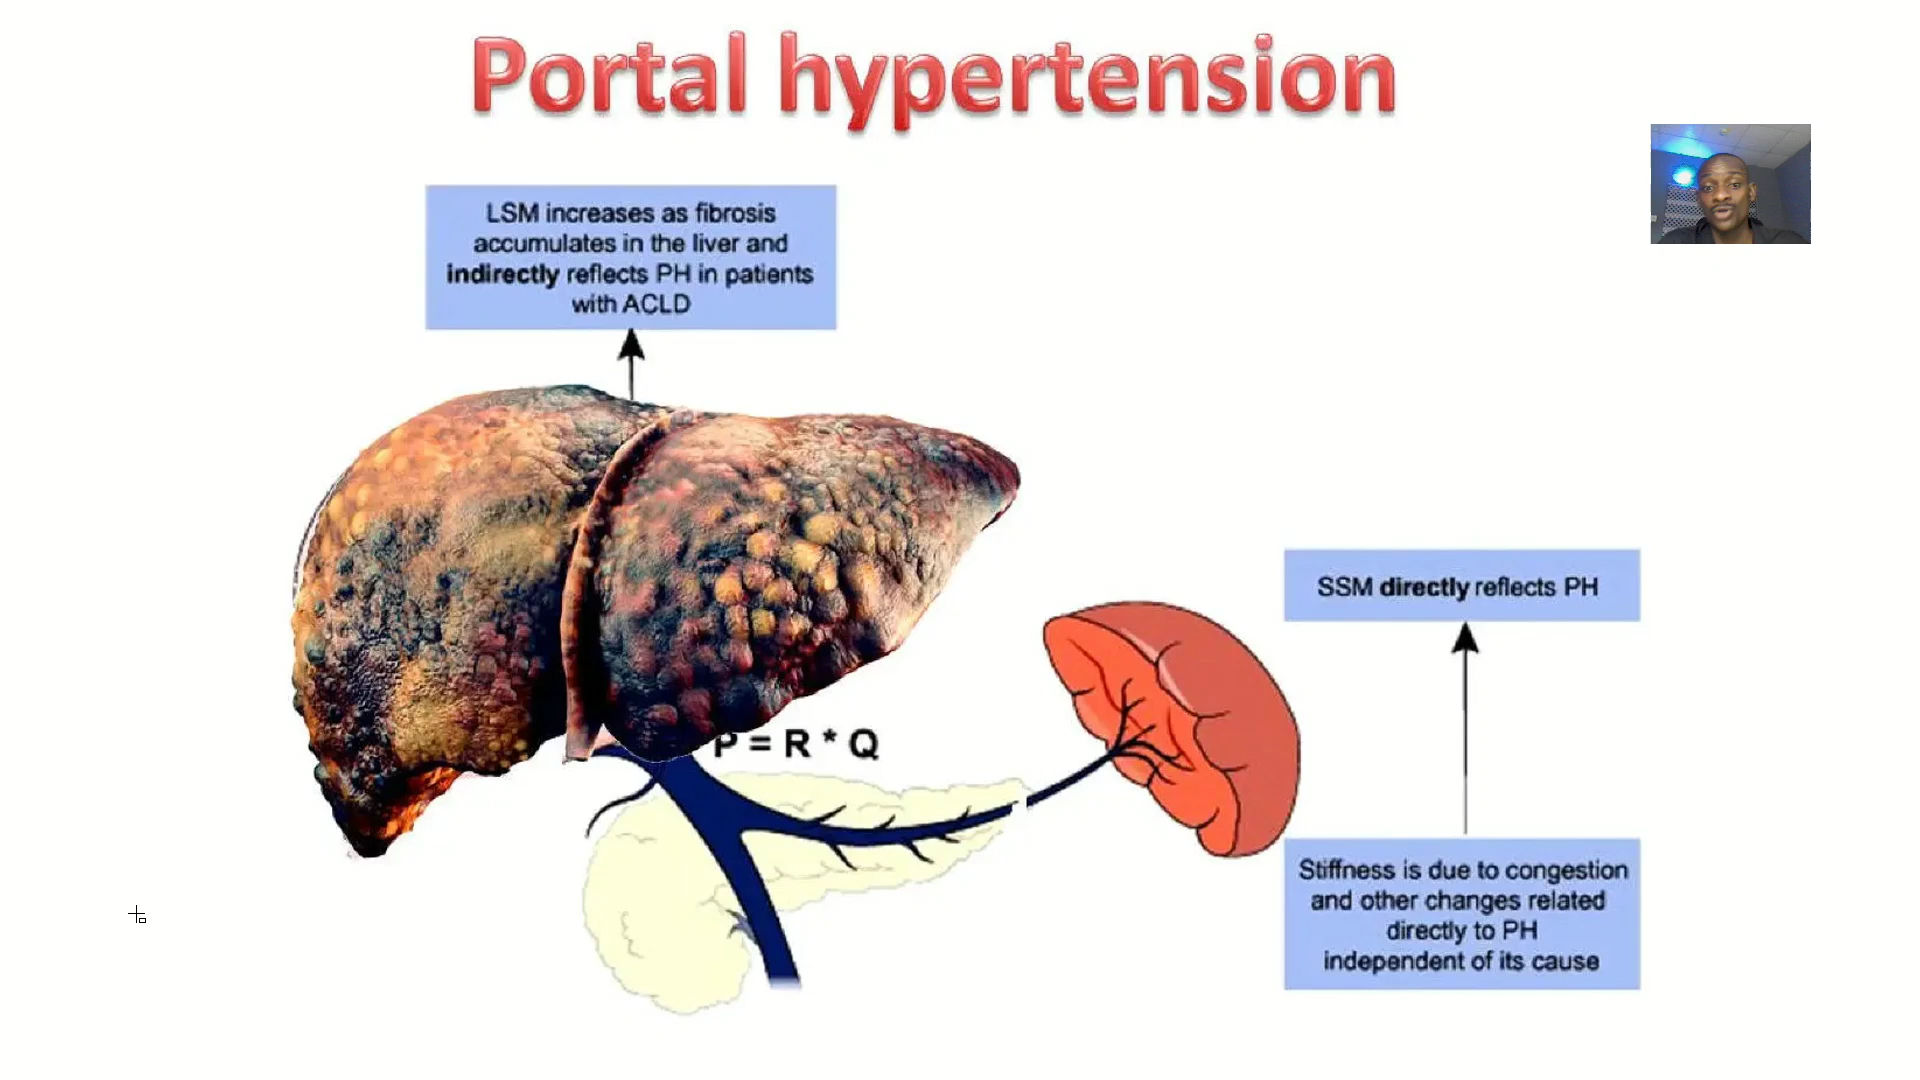 Portal hypertension
LSM increases as fibrosis
accumulates in the liver and
indirectly reflects PH in patients
with ACLD
SSM directly reflects PH
P = R * Q
Stiffness is due to congestion
and other changes related
directly to PH
independent of its cause